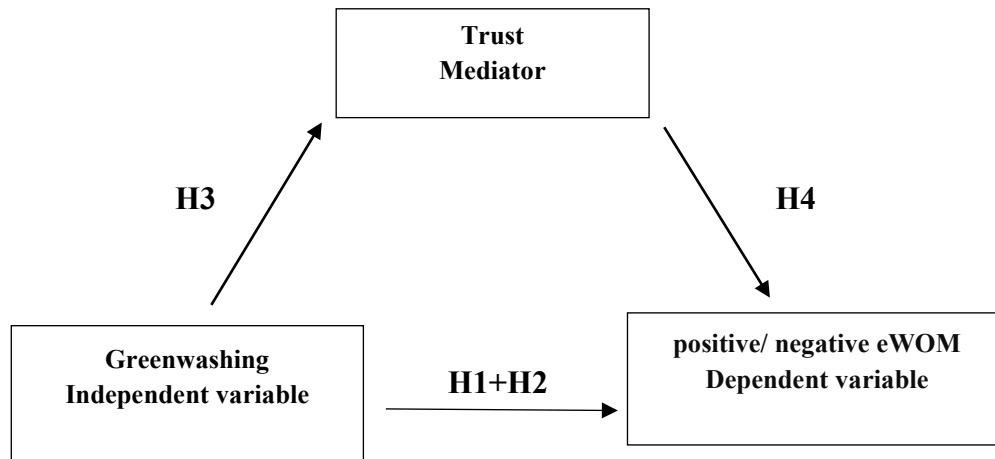 Trust
Mediator
H3
H4
Greenwashing
Independent variable
H1+H2
positive/ negative eWOM
Dependent variable